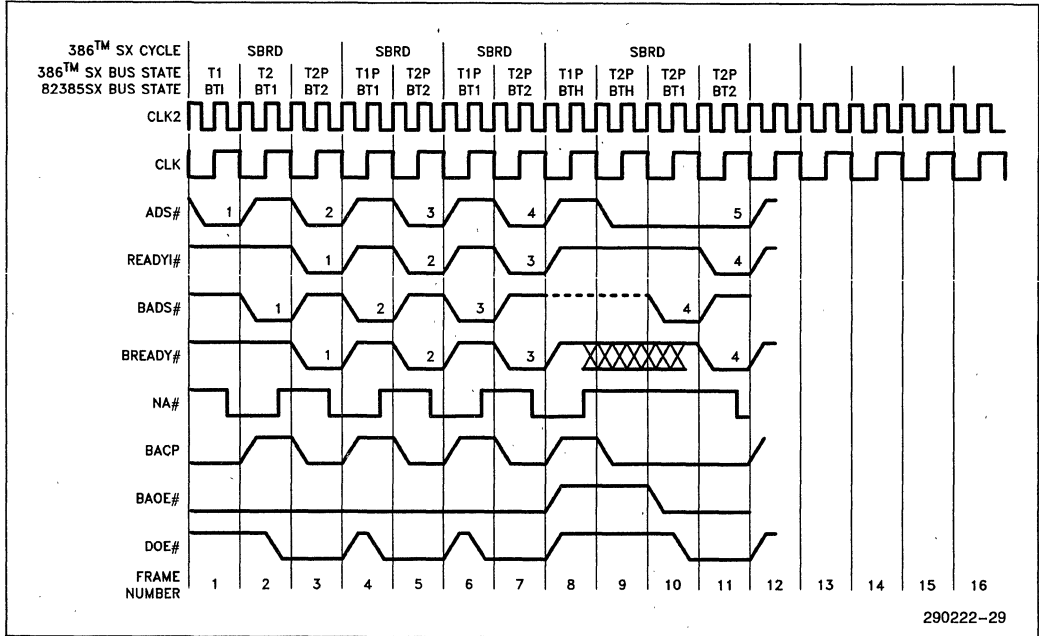 386™ SX CYCLE SBRD SBRD SBRD SBRD
386™ SX BUS STATE T1 T2 T2P T1P T2P T1P T2P T1P T2P T2P T2P
82385SX BUS STATE BTI BT1 BT2 BT1 BT2 BT1 BT2 BTH BTH BT1 BT2
CLK2
CLK
ADS# 1 2 3 4 5
READYI# 1 2 3 4
BADS# 1 2 3 4
BREADY# 1 2 3 4
NA#
BACP
BAOE#
DOE#
FRAME NUMBER 1 2 3 4 5 6 7 8 9 10 11 12 13 14 15 16
290222-29